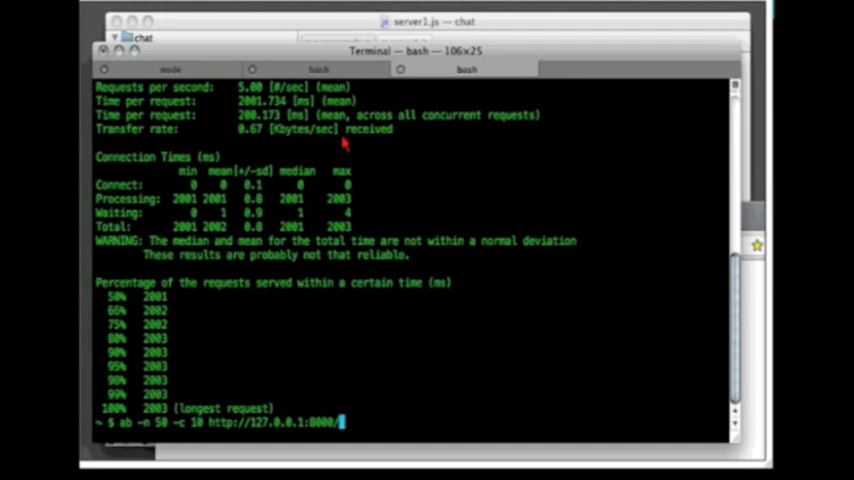 server1.js — chat
chat
Terminal — bash — 106×25
node bash bash
Requests per second: 5.00 [#/sec] (mean)
Time per request: 2001.734 [ms] (mean)
Time per request: 200.173 [ms] (mean, across all concurrent requests)
Transfer rate: 0.67 [Kbytes/sec] received
Connection Times (ms)
min mean[+/-sd] median max
Connect: 0 0 0.1 0 0
Processing: 2001 2001 0.8 2001 2003
Waiting: 0 1 0.9 1 4
Total: 2001 2002 0.8 2001 2003
WARNING: The median and mean for the total time are not within a normal deviation
These results are probably not that reliable.
Percentage of the requests served within a certain time (ms)
50% 2001
66% 2002
75% 2002
80% 2003
90% 2003
95% 2003
98% 2003
99% 2003
100% 2003 (longest request)
~ $ ab -n 50 -c 10 http://127.0.0.1:8000/